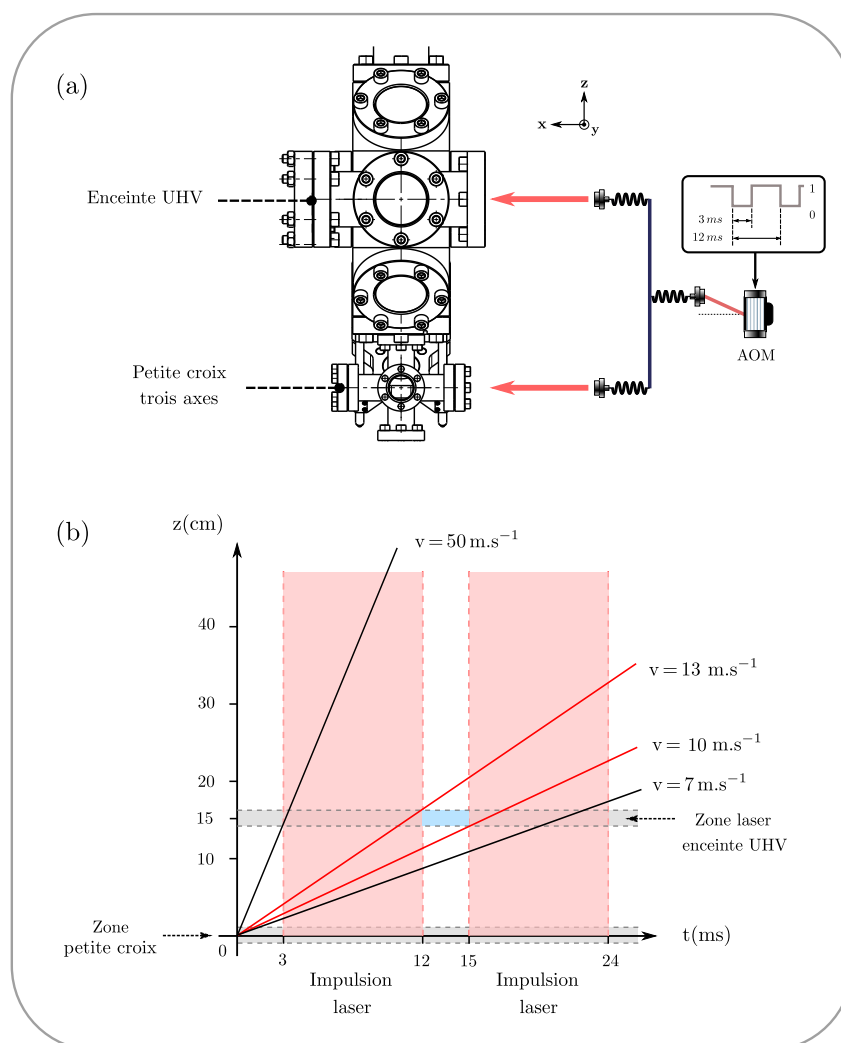 (a)
z
x
y
Enceinte UHV
1
3 ms
0
12 ms
AOM
Petite croix
trois axes
(b)
z(cm)
v = 50 m.s⁻¹
40
v = 13 m.s⁻¹
30
v = 10 m.s⁻¹
20
v = 7 m.s⁻¹
15
Zone laser
enceinte UHV
10
Zone
petite croix
0
3
12
15
24
t(ms)
Impulsion
laser
Impulsion
laser